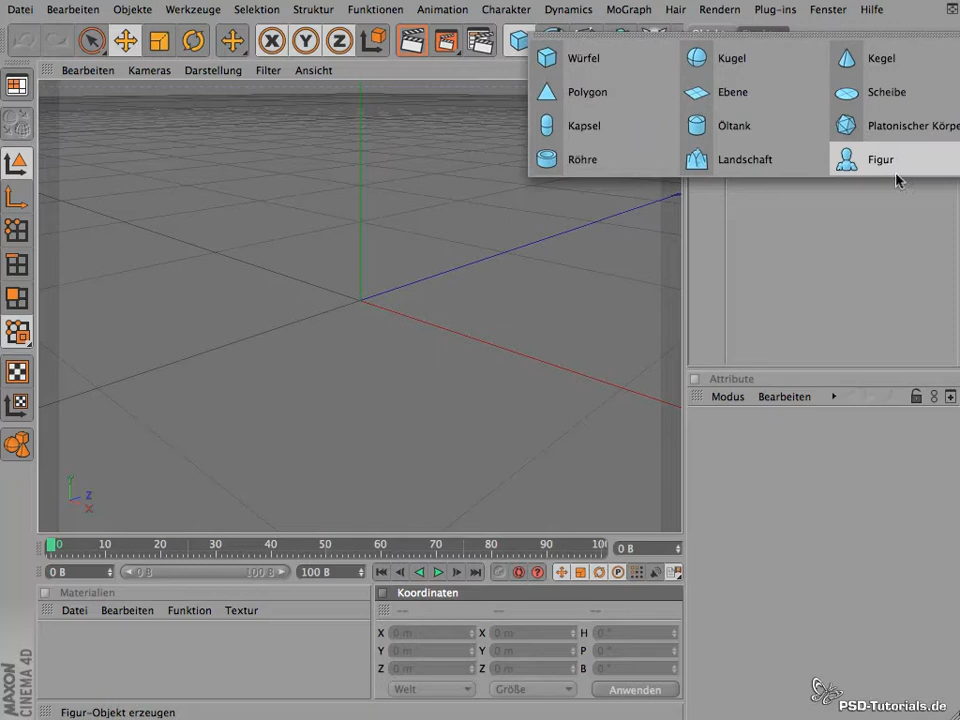 Datei Bearbeiten Objekte Werkzeuge Selektion Struktur Funktionen Animation Charakter Dynamics MoGraph Hair Rendern Plug-ins Fenster Hilfe
X Y Z
Bearbeiten Kameras Darstellung Filter Ansicht
Würfel Kugel Kegel
Polygon Ebene Scheibe
Kapsel Öltank Platonischer Körpe
Röhre Landschaft Figur
Attribute
Modus Bearbeiten
Y
Z
X
0 10 20 30 40 50 60 70 80 90 10 0 B
0 B 0 B 100 B 100 B
Materialien
Koordinaten
Datei Bearbeiten Funktion Textur
-- -- --
X 0 m X 0 m H 0 °
Y 0 m Y 0 m P 0 °
Z 0 m Z 0 m B 0 °
Welt Größe Anwenden
MAXON
CINEMA 4D
PSD-Tutorials.de
Figur-Objekt erzeugen